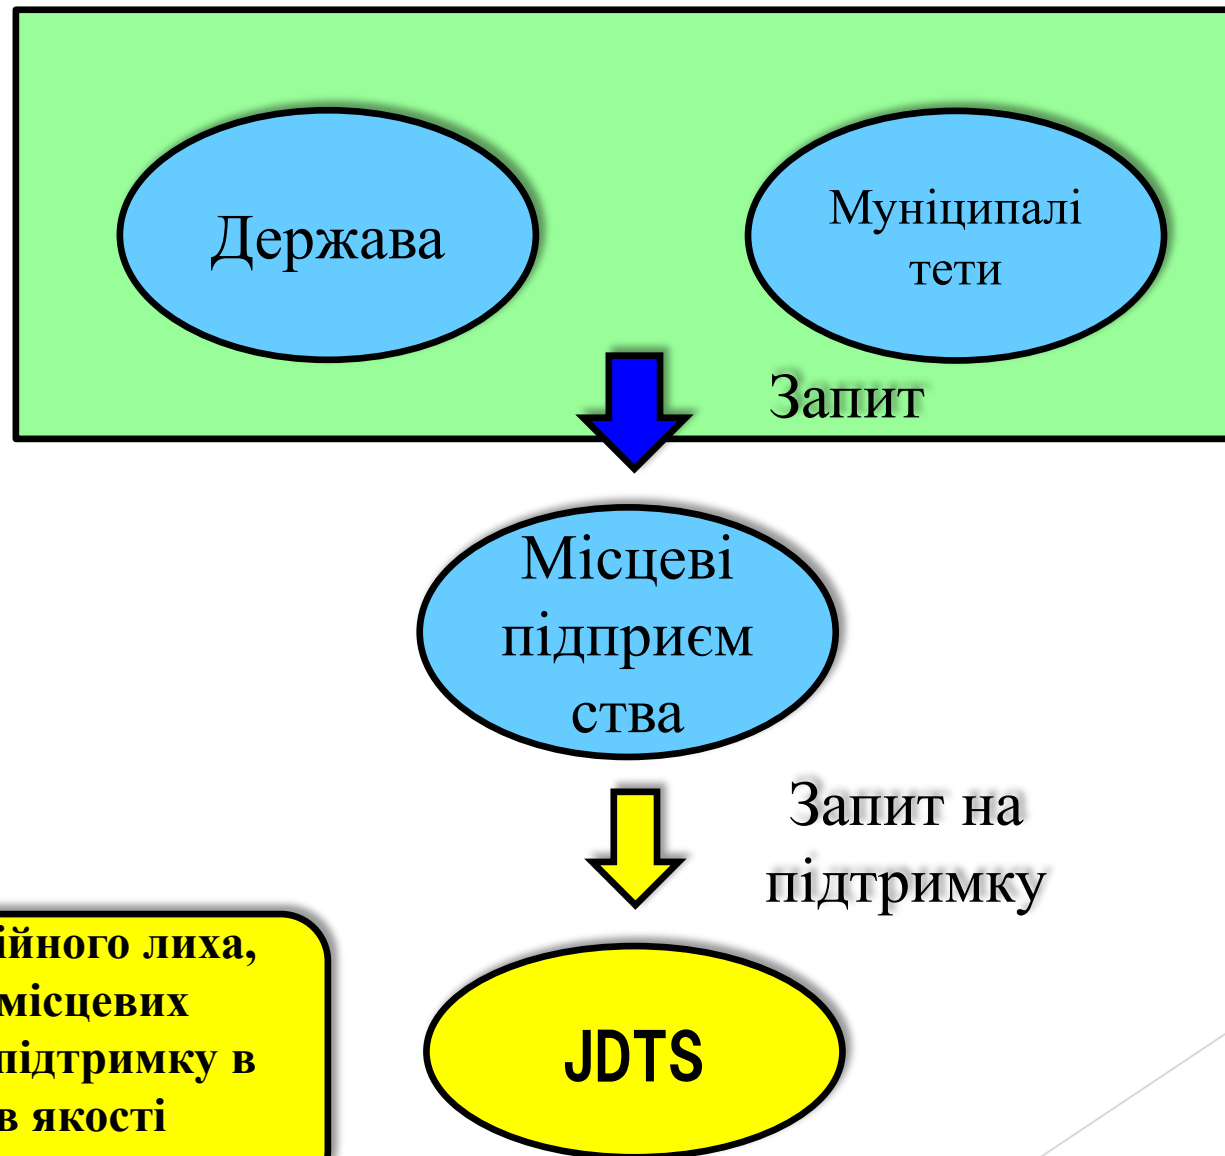 Держава
Муніципалі
тети
Запит
Місцеві
підприєм
ства
Запит на
підтримку
ійного лиха,
місцевих
підтримку в
в якості
JDTS